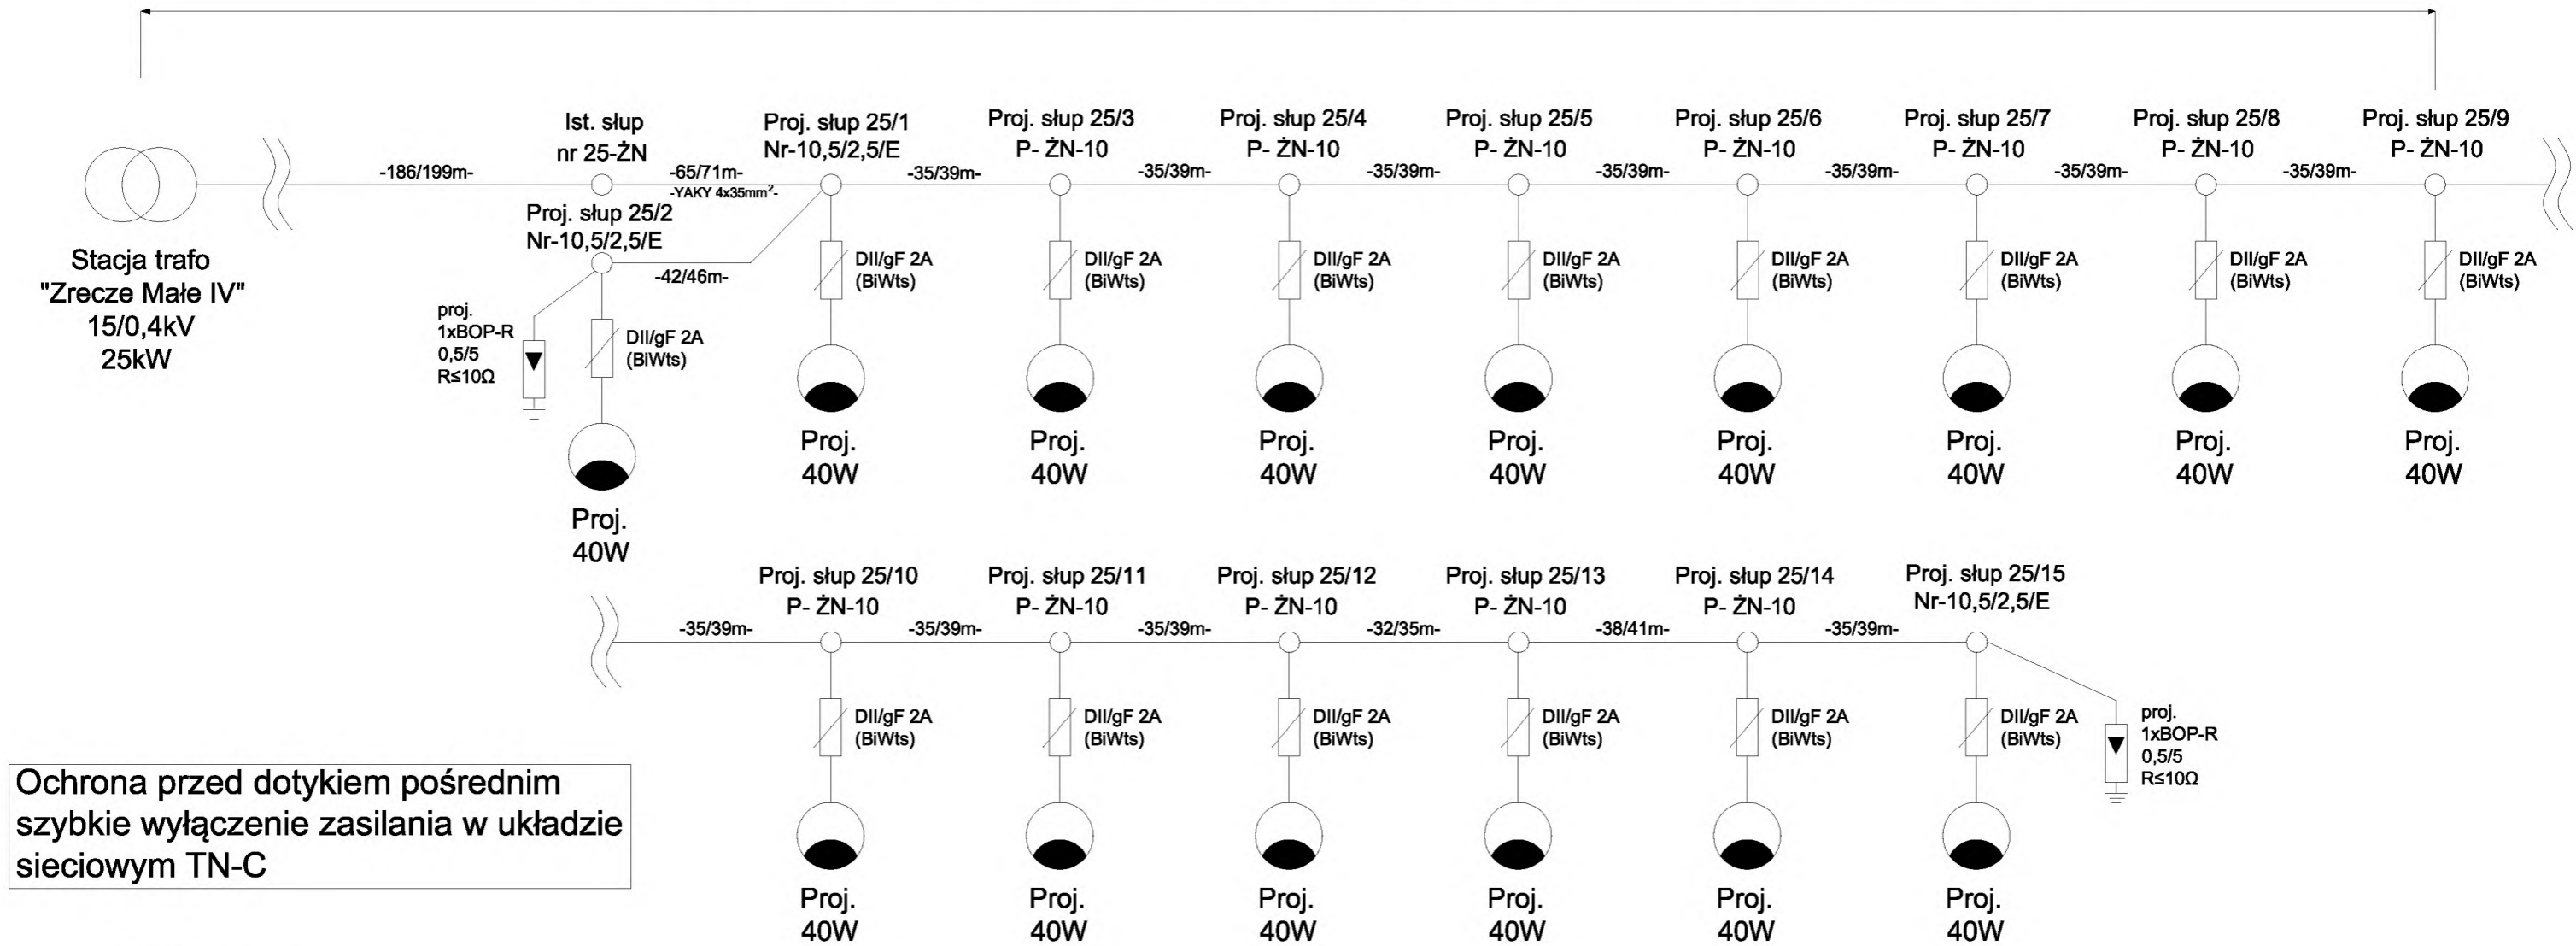 Stacja trafo
"Zrecze Małe IV"
15/0,4kV
25kW
-186/199m-
Ist. słup
nr 25-ŻN
-65/71m-
-YAKY 4x35mm²-
Proj. słup 25/2
Nr-10,5/2,5/E
-42/46m-
proj.
1xBOP-R
0,5/5
R≤10Ω
DII/gF 2A
(BiWts)
Proj.
40W
Proj. słup 25/1
Nr-10,5/2,5/E
DII/gF 2A
(BiWts)
Proj.
40W
-35/39m-
Proj. słup 25/3
P- ŻN-10
DII/gF 2A
(BiWts)
Proj.
40W
-35/39m-
Proj. słup 25/4
P- ŻN-10
DII/gF 2A
(BiWts)
Proj.
40W
-35/39m-
Proj. słup 25/5
P- ŻN-10
DII/gF 2A
(BiWts)
Proj.
40W
-35/39m-
Proj. słup 25/6
P- ŻN-10
DII/gF 2A
(BiWts)
Proj.
40W
-35/39m-
Proj. słup 25/7
P- ŻN-10
DII/gF 2A
(BiWts)
Proj.
40W
-35/39m-
Proj. słup 25/8
P- ŻN-10
DII/gF 2A
(BiWts)
Proj.
40W
-35/39m-
Proj. słup 25/9
P- ŻN-10
DII/gF 2A
(BiWts)
Proj.
40W
-35/39m-
Proj. słup 25/10
P- ŻN-10
DII/gF 2A
(BiWts)
Proj.
40W
-35/39m-
Proj. słup 25/11
P- ŻN-10
DII/gF 2A
(BiWts)
Proj.
40W
-35/39m-
Proj. słup 25/12
P- ŻN-10
DII/gF 2A
(BiWts)
Proj.
40W
-32/35m-
Proj. słup 25/13
P- ŻN-10
DII/gF 2A
(BiWts)
Proj.
40W
-38/41m-
Proj. słup 25/14
P- ŻN-10
DII/gF 2A
(BiWts)
Proj.
40W
-35/39m-
Proj. słup 25/15
Nr-10,5/2,5/E
DII/gF 2A
(BiWts)
Proj.
40W
proj.
1xBOP-R
0,5/5
R≤10Ω
Ochrona przed dotykiem pośrednim
szybkie wyłączenie zasilania w układzie
sieciowym TN-C